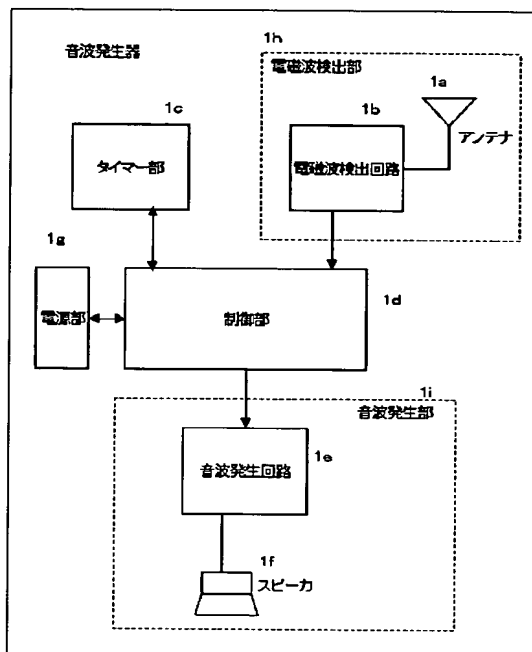 1h
音波発生器
電磁波検出部
1a
1c
1b
アンテナ
タイマー部
電磁波検出回路
1g
電源部
制御部
1d
1i
音波発生部
音波発生回路
1e
1f
スピーカ